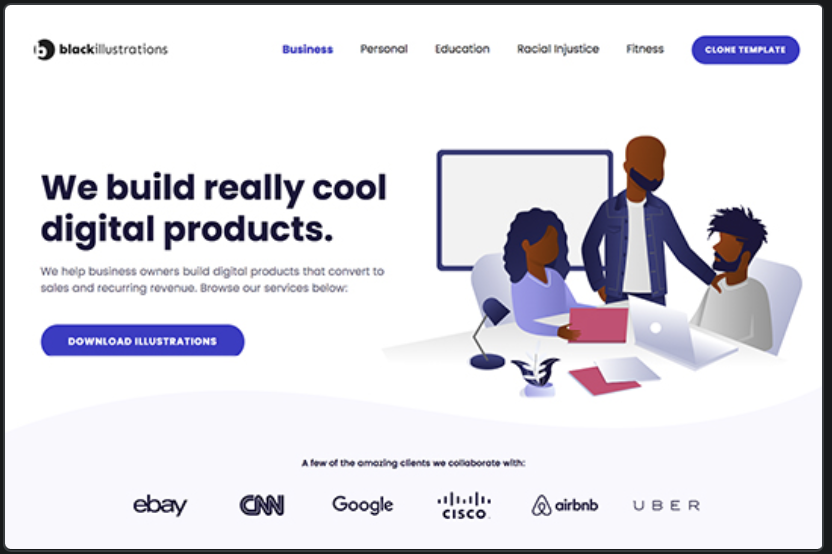 blackillustrations
Business Personal Education Racial Injustice Fitness CLONE TEMPLATE
We build really cool
digital products.
We help business owners build digital products that convert to
sales and recurring revenue. Browse our services below:
DOWNLOAD ILLUSTRATIONS
A few of the amazing clients we collaborate with:
ebay CNN Google CISCO airbnb UBER